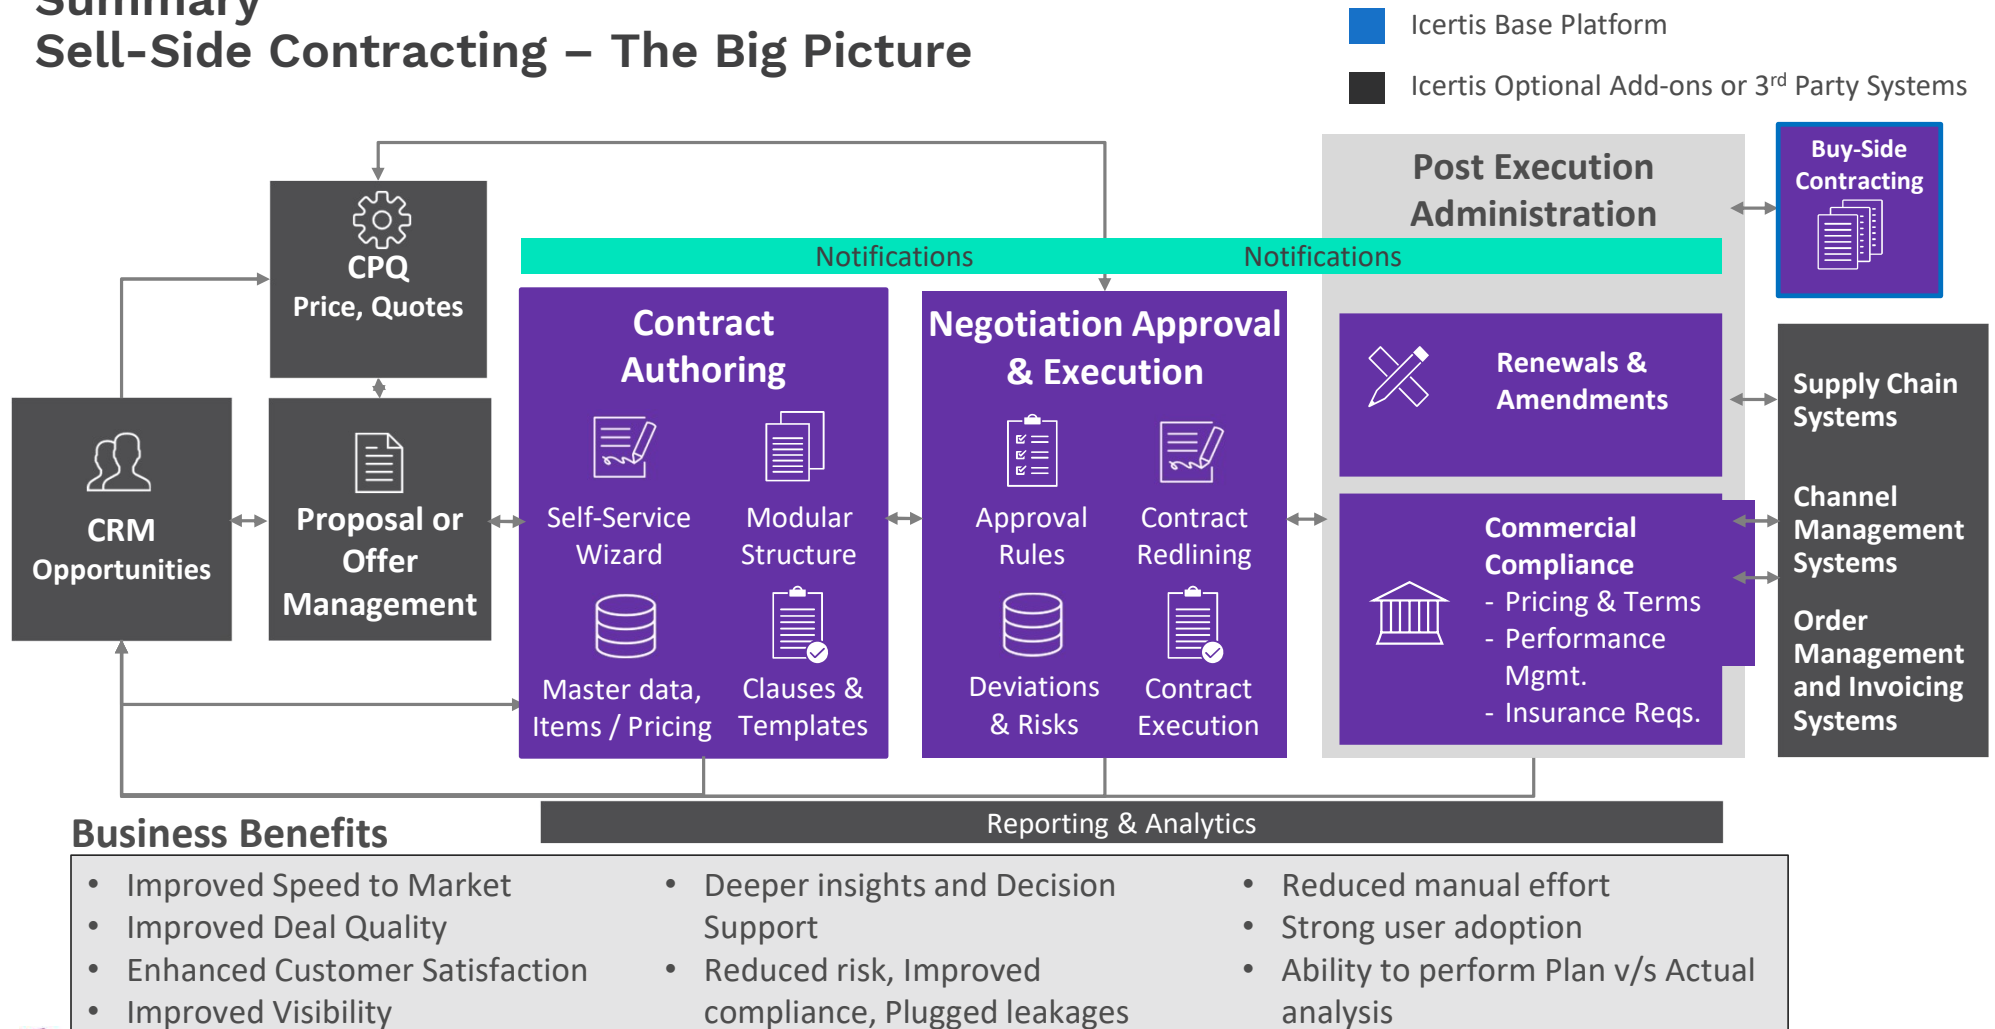 Summary
Sell-Side Contracting – The Big Picture
Icertis Base Platform
Icertis Optional Add-ons or 3rd Party Systems
Post Execution
Administration
Buy-Side
Contracting
Notifications
Notifications
CPQ
Price, Quotes
CRM
Opportunities
Proposal or
Offer
Management
Contract
Authoring
Self-Service
Wizard
Modular
Structure
Master data,
Items / Pricing
Clauses &
Templates
Negotiation Approval
& Execution
Approval
Rules
Contract
Redlining
Deviations
& Risks
Contract
Execution
Renewals &
Amendments
Commercial
Compliance
- Pricing & Terms
- Performance
Mgmt.
- Insurance Reqs.
Supply Chain
Systems
Channel
Management
Systems
Order
Management
and Invoicing
Systems
Reporting & Analytics
Business Benefits
• Improved Speed to Market
• Improved Deal Quality
• Enhanced Customer Satisfaction
• Improved Visibility
• Deeper insights and Decision
Support
• Reduced risk, Improved
compliance, Plugged leakages
• Reduced manual effort
• Strong user adoption
• Ability to perform Plan v/s Actual
analysis